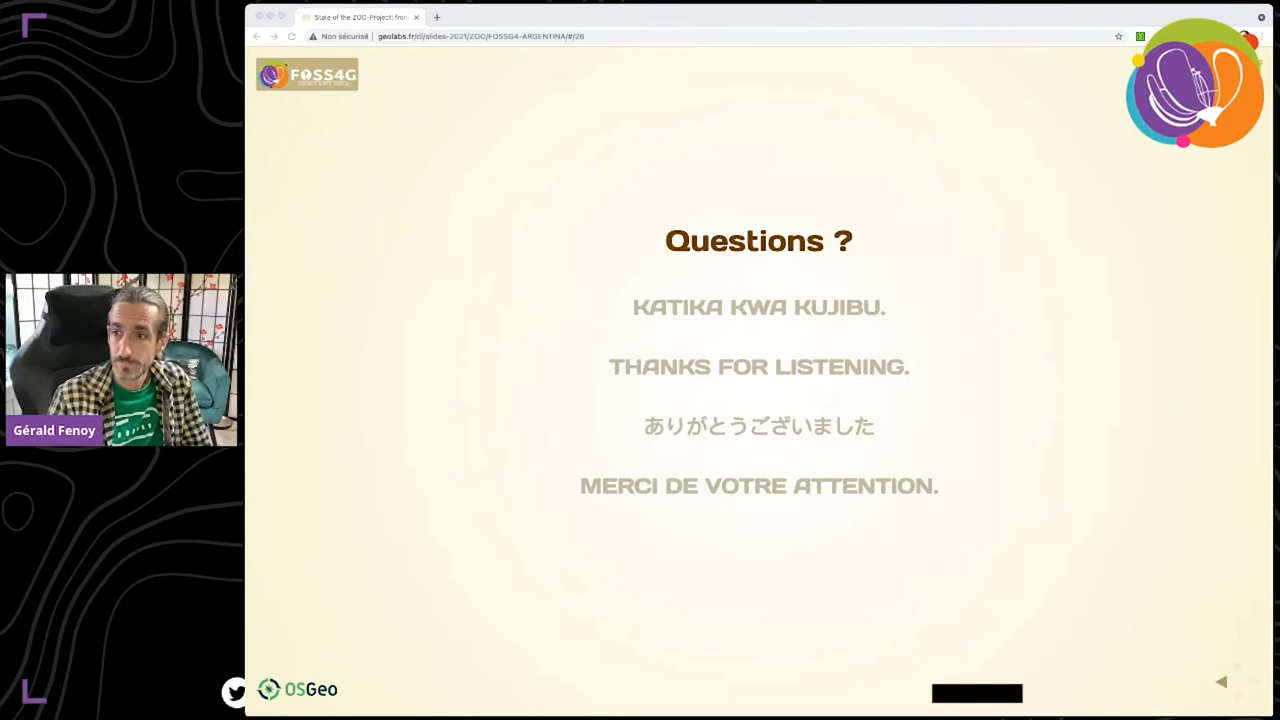 State of the ZOO-Project: from
Non sécurisé | geolabs.fr/dl/slides-2021/ZOO/FOSSG4-ARGENTINA/#/26
FOSS4G
Questions ?
KATIKA KWA KUJIBU.
THANKS FOR LISTENING.
ありがとうございました
MERCI DE VOTRE ATTENTION.
Gérald Fenoy
OSGeo